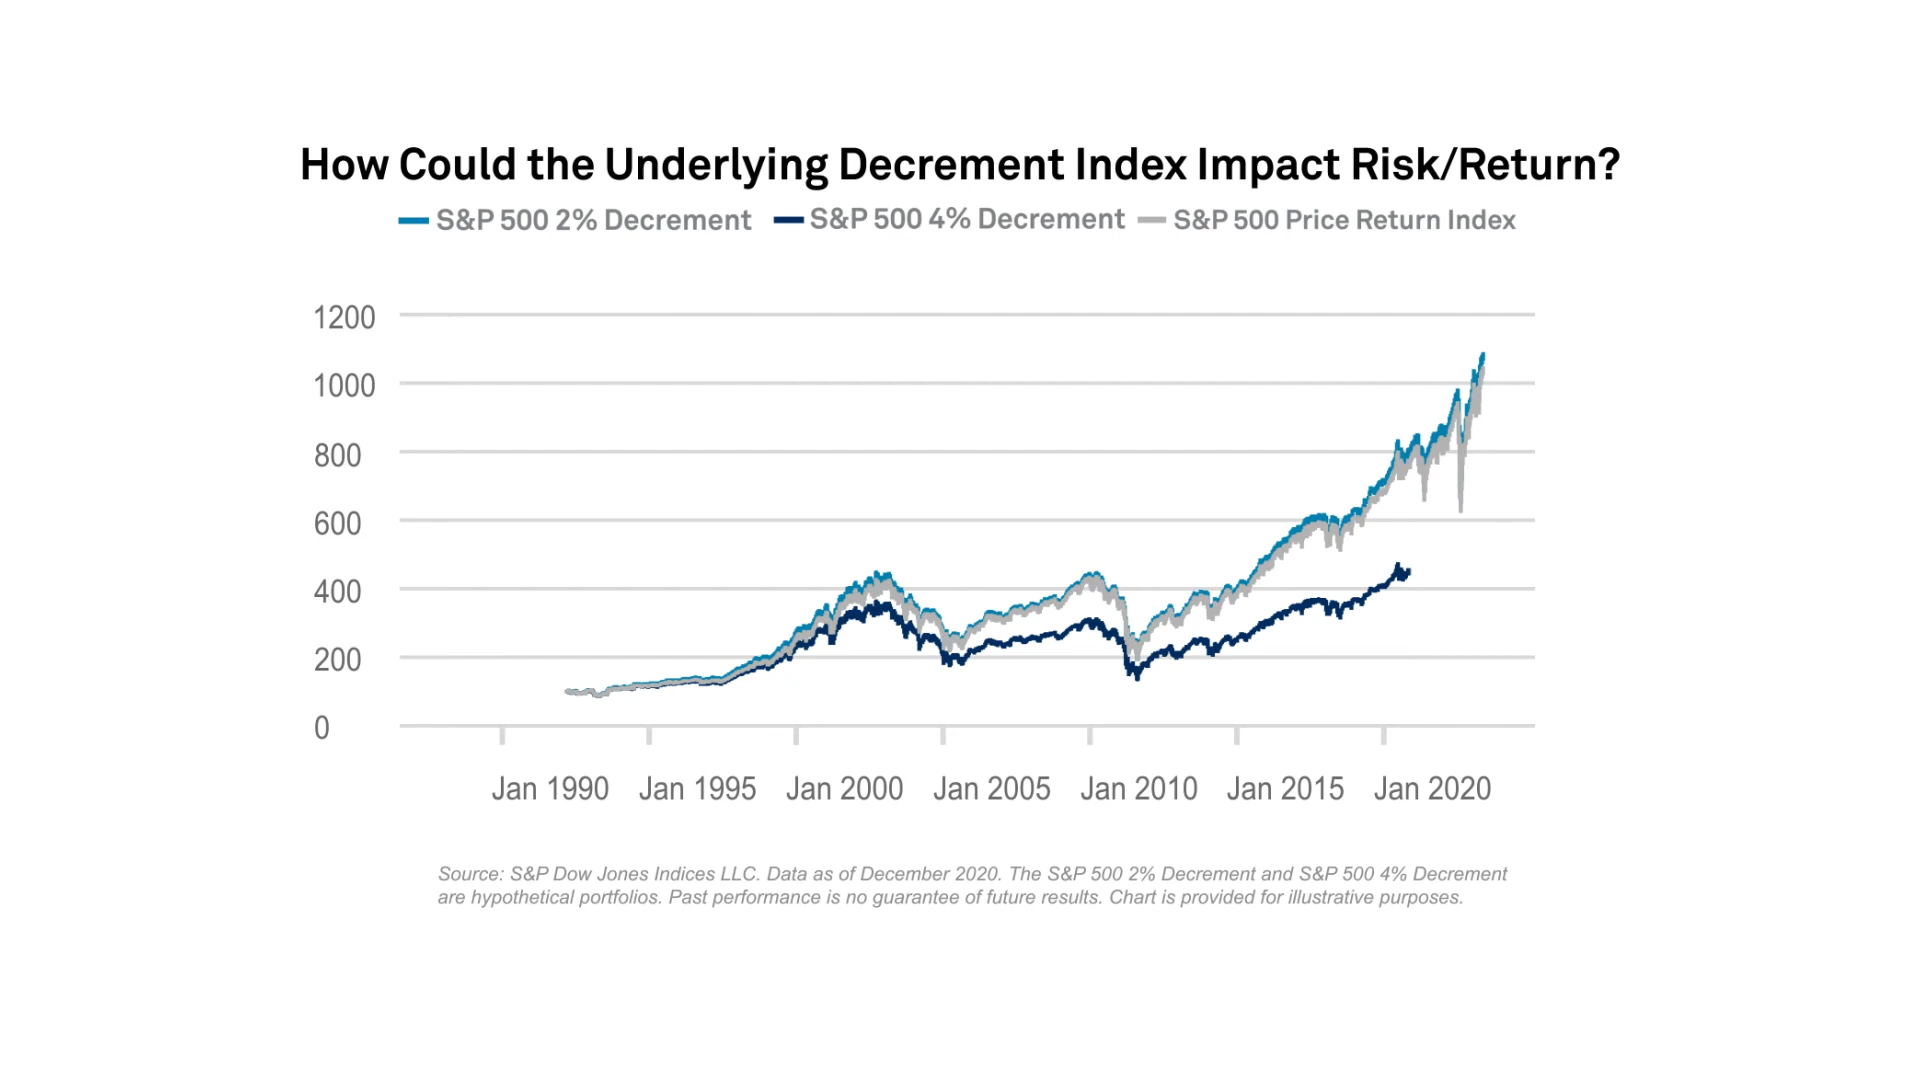 How Could the Underlying Decrement Index Impact Risk/Return?
S&P 500 2% Decrement S&P 500 4% Decrement S&P 500 Price Return Index
1200
1000
800
600
400
200
0
Jan 1990 Jan 1995 Jan 2000 Jan 2005 Jan 2010 Jan 2015 Jan 2020
Source: S&P Dow Jones Indices LLC. Data as of December 2020. The S&P 500 2% Decrement and S&P 500 4% Decrement
are hypothetical portfolios. Past performance is no guarantee of future results. Chart is provided for illustrative purposes.